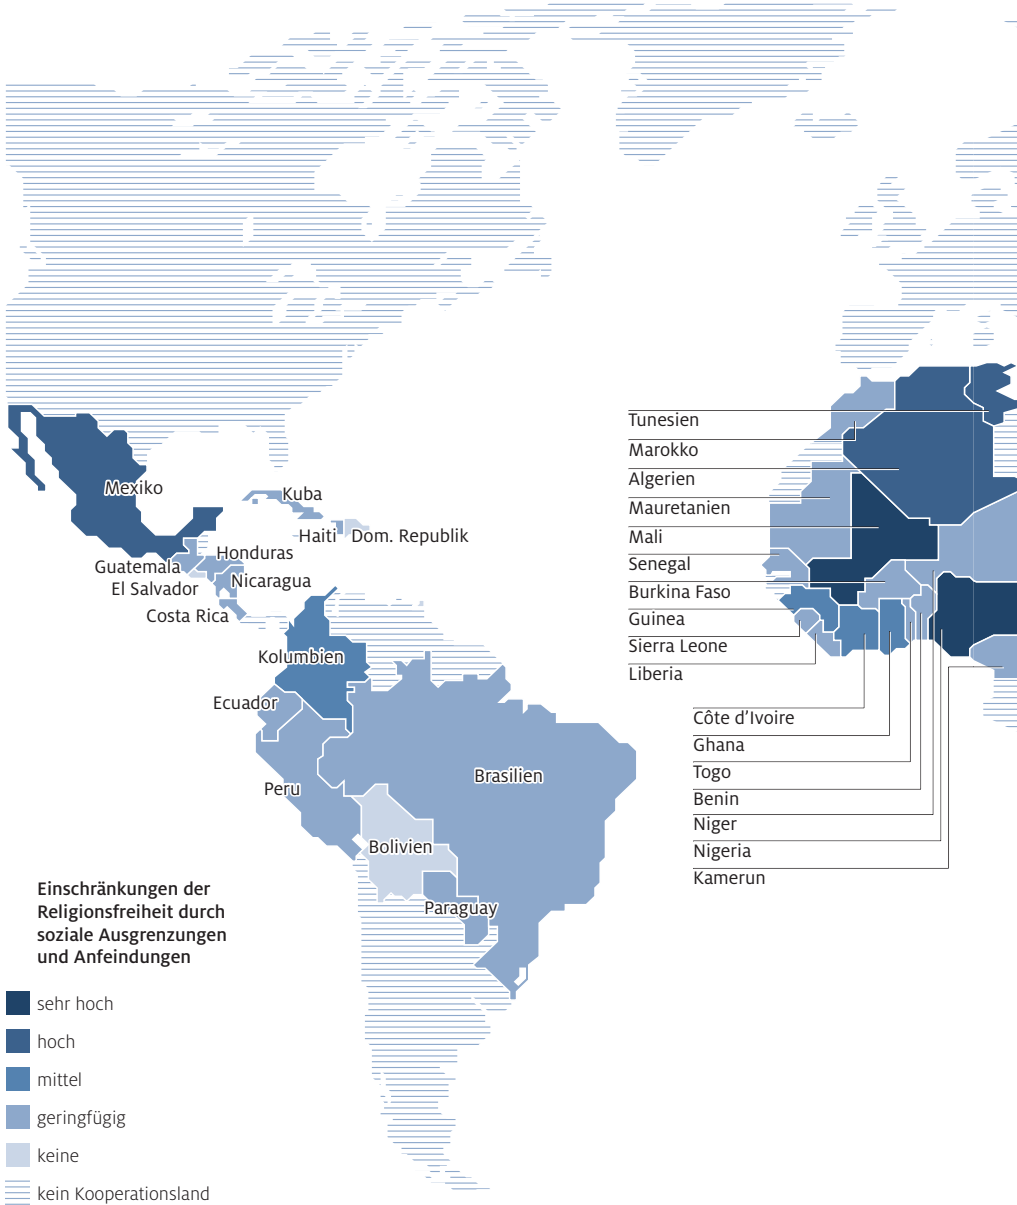 Tunesien
Marokko
Algerien
Mauretanien
Mali
Senegal
Burkina Faso
Guinea
Sierra Leone
Liberia
Mexiko
Kuba
Haiti
Dom. Republik
Honduras
Guatemala
El Salvador
Nicaragua
Costa Rica
Kolumbien
Ecuador
Peru
Brasilien
Bolivien
Paraguay
Côte d’Ivoire
Ghana
Togo
Benin
Niger
Nigeria
Kamerun
Einschränkungen der
Religionsfreiheit durch
soziale Ausgrenzungen
und Anfeindungen
sehr hoch
hoch
mittel
geringfügig
keine
kein Kooperationsland